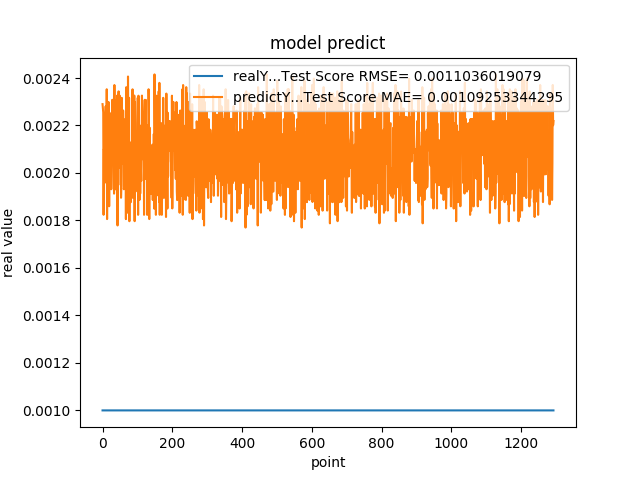 model predict
realY...Test Score RMSE= 0.0011036019079
predictY...Test Score MAE= 0.00109253344295
0.0024
0.0022
0.0020
0.0018
0.0016
0.0014
0.0012
0.0010
real value
0 200 400 600 800 1000 1200
point